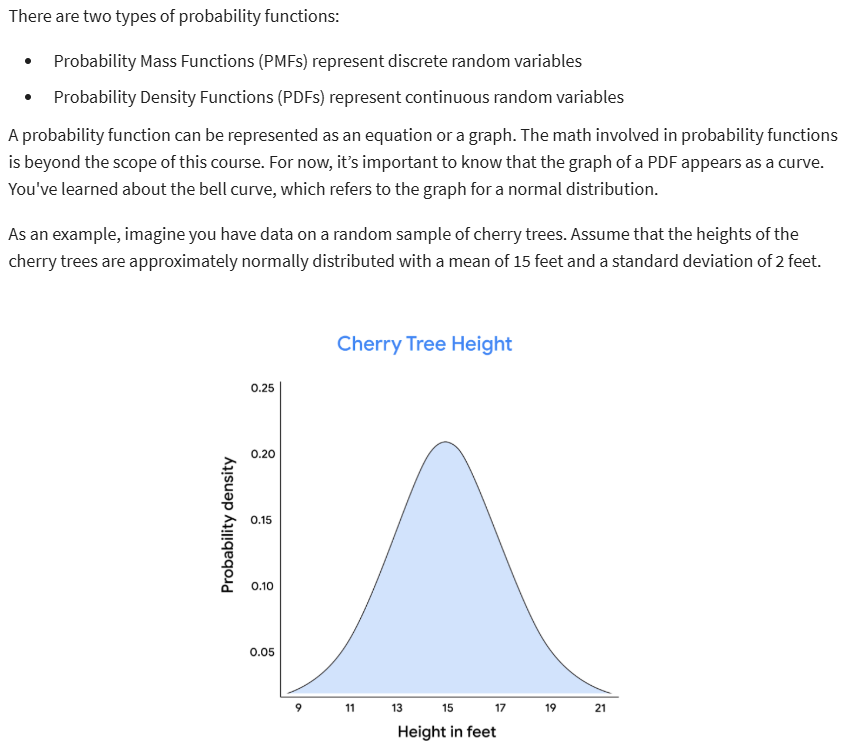 There are two types of probability functions:
• Probability Mass Functions (PMFs) represent discrete random variables
• Probability Density Functions (PDFs) represent continuous random variables
A probability function can be represented as an equation or a graph. The math involved in probability functions
is beyond the scope of this course. For now, it’s important to know that the graph of a PDF appears as a curve.
You've learned about the bell curve, which refers to the graph for a normal distribution.
As an example, imagine you have data on a random sample of cherry trees. Assume that the heights of the
cherry trees are approximately normally distributed with a mean of 15 feet and a standard deviation of 2 feet.
Cherry Tree Height
Probability density
0.25
0.20
0.15
0.10
0.05
9 11 13 15 17 19 21
Height in feet